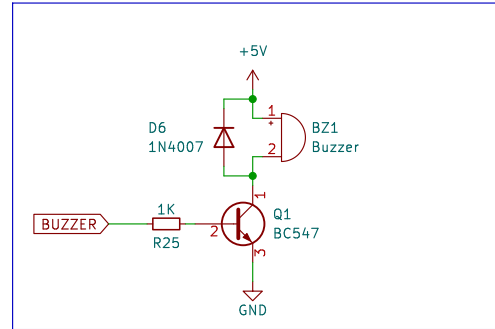 +5V
D6
1N4007
1
+
2
BZ1
Buzzer
1
BUZZER
1K
R25
2
Q1
BC547
3
GND